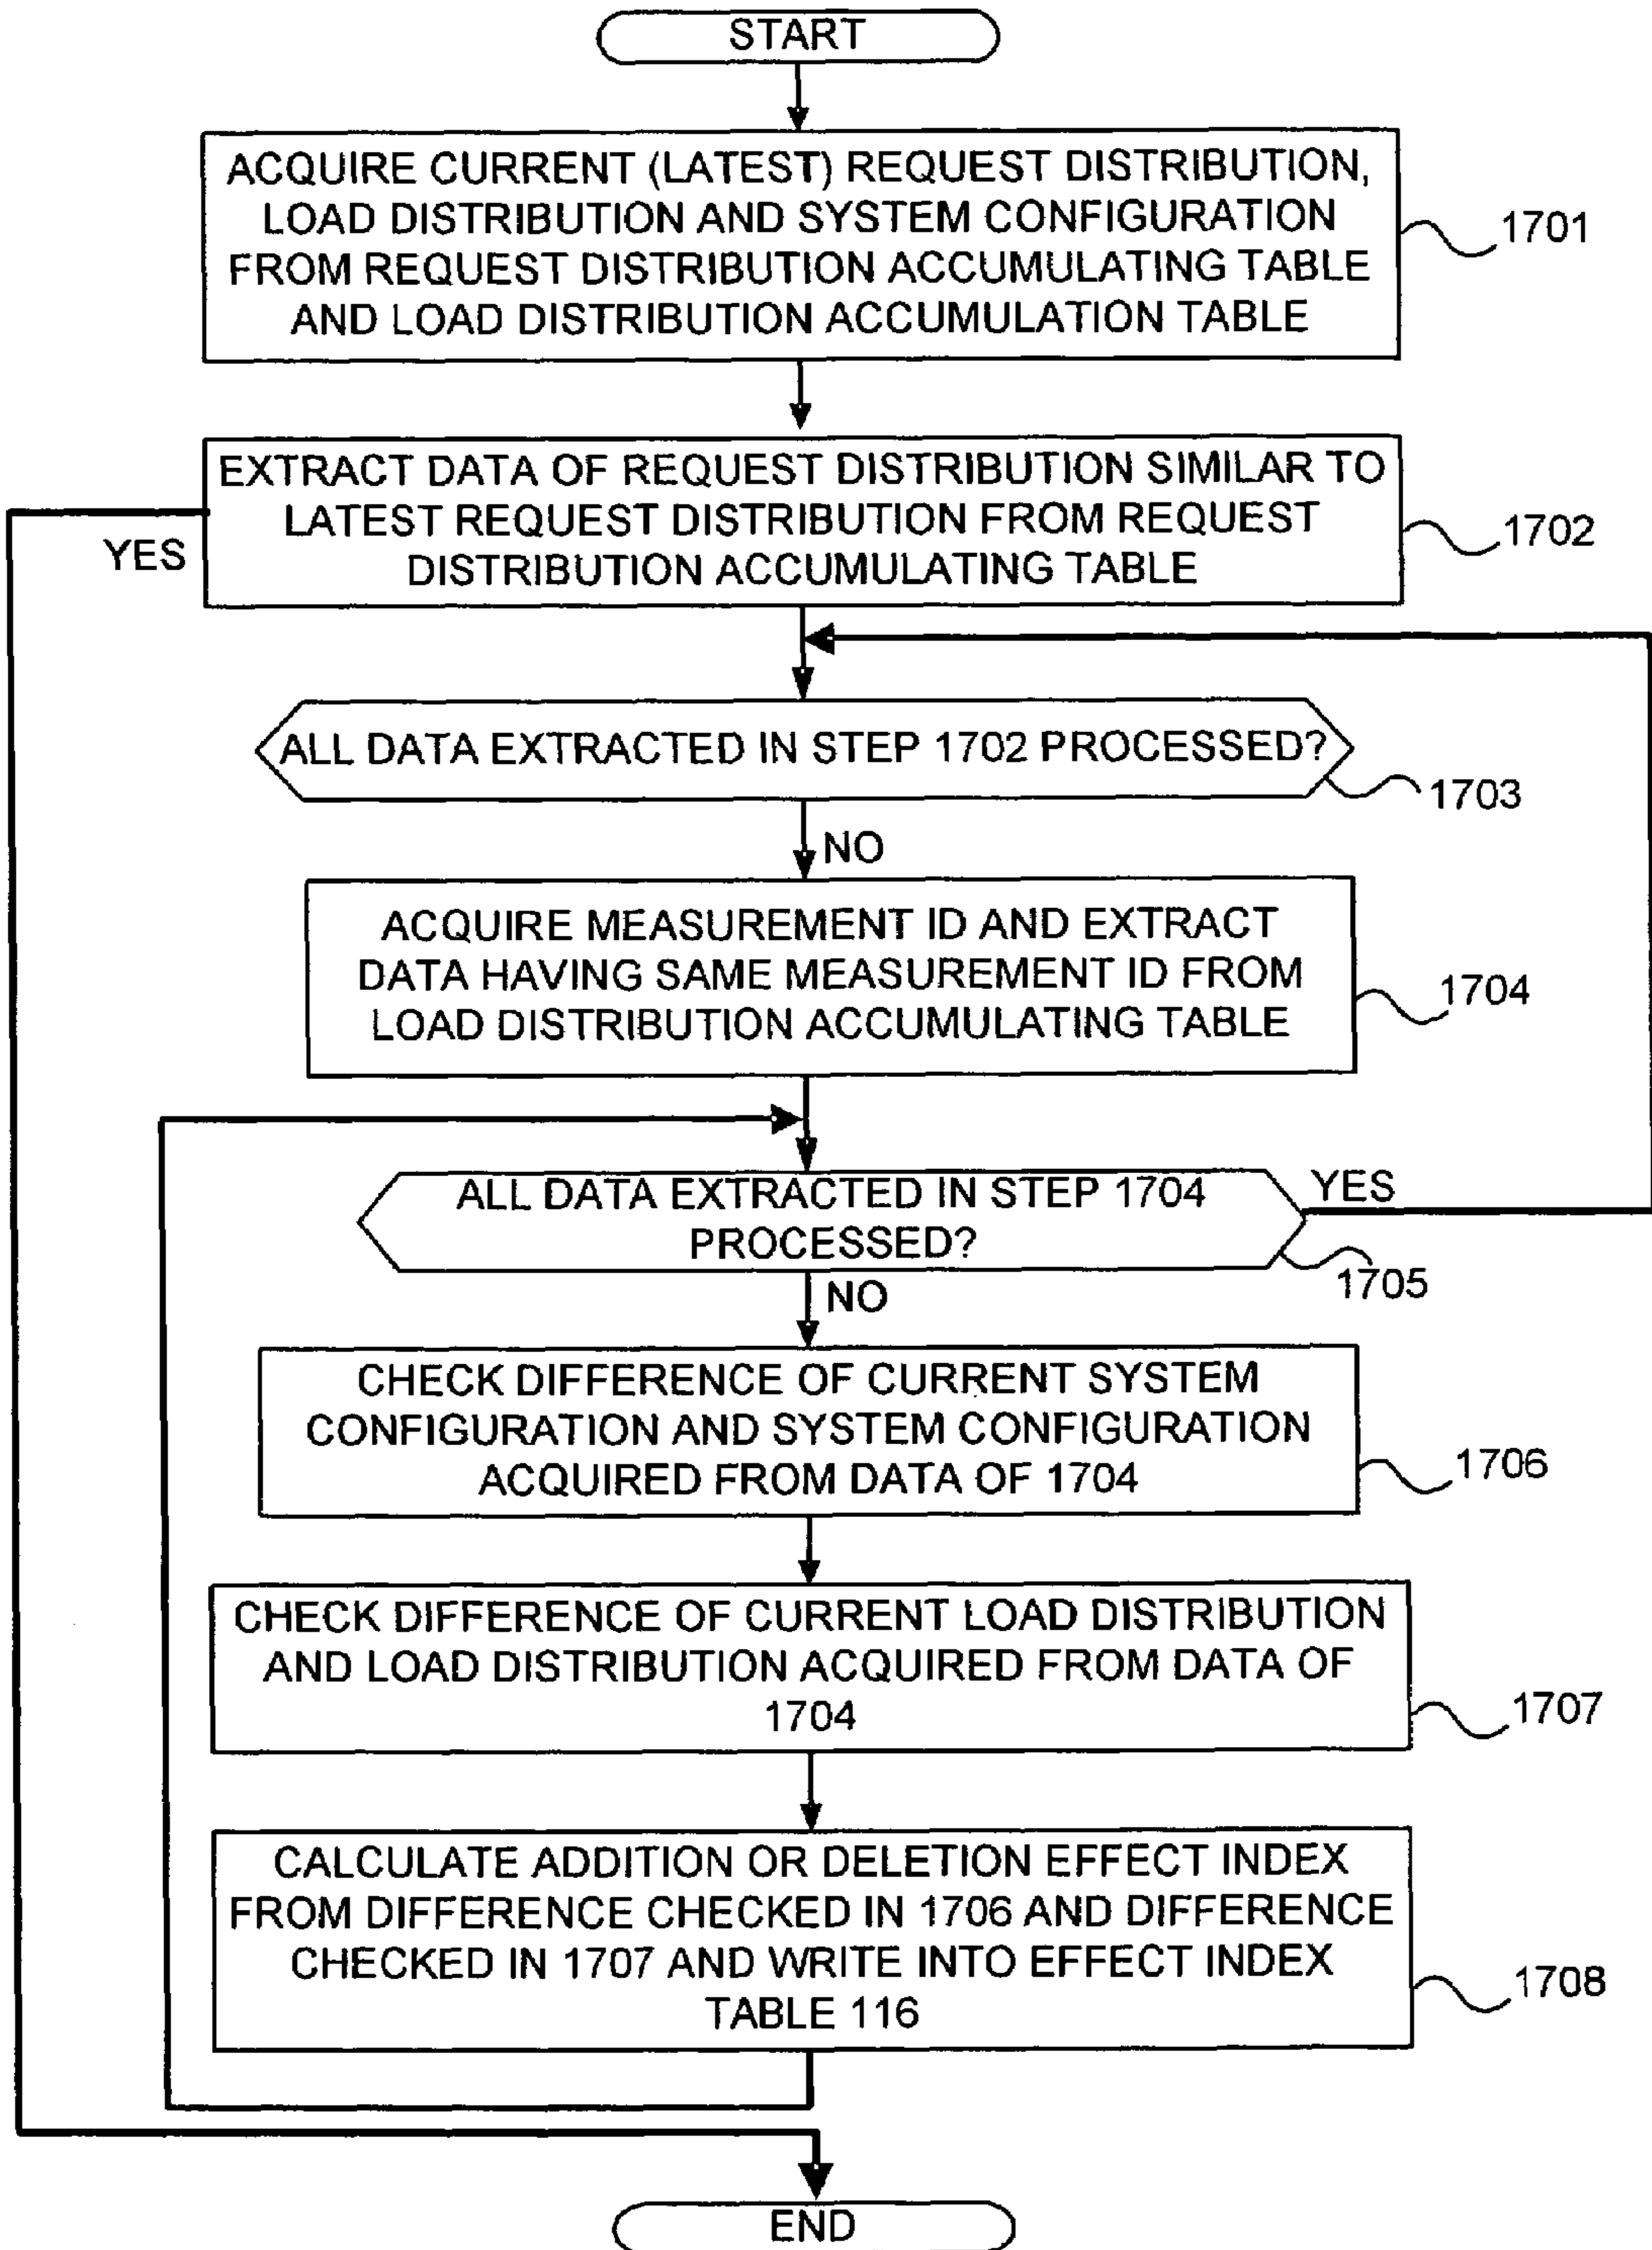 START
ACQUIRE CURRENT (LATEST) REQUEST DISTRIBUTION,
LOAD DISTRIBUTION AND SYSTEM CONFIGURATION
FROM REQUEST DISTRIBUTION ACCUMULATING TABLE
AND LOAD DISTRIBUTION ACCUMULATION TABLE
1701
EXTRACT DATA OF REQUEST DISTRIBUTION SIMILAR TO
LATEST REQUEST DISTRIBUTION FROM REQUEST
DISTRIBUTION ACCUMULATING TABLE
1702
YES
ALL DATA EXTRACTED IN STEP 1702 PROCESSED?
1703
NO
ACQUIRE MEASUREMENT ID AND EXTRACT
DATA HAVING SAME MEASUREMENT ID FROM
LOAD DISTRIBUTION ACCUMULATING TABLE
1704
ALL DATA EXTRACTED IN STEP 1704
PROCESSED?
YES
1705
NO
CHECK DIFFERENCE OF CURRENT SYSTEM
CONFIGURATION AND SYSTEM CONFIGURATION
ACQUIRED FROM DATA OF 1704
1706
CHECK DIFFERENCE OF CURRENT LOAD DISTRIBUTION
AND LOAD DISTRIBUTION ACQUIRED FROM DATA OF
1704
1707
CALCULATE ADDITION OR DELETION EFFECT INDEX
FROM DIFFERENCE CHECKED IN 1706 AND DIFFERENCE
CHECKED IN 1707 AND WRITE INTO EFFECT INDEX
TABLE 116
1708
END